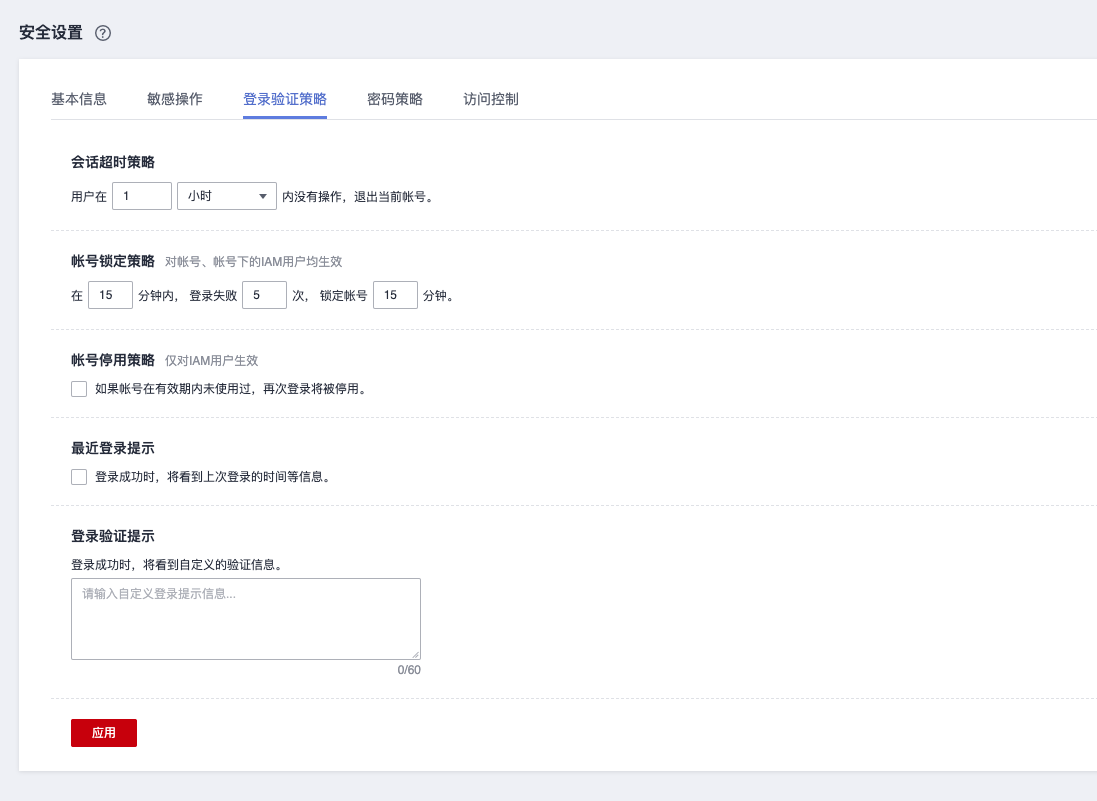 安全设置 ?
基本信息 敏感操作 登录验证策略 密码策略 访问控制
会话超时策略
用户在 1 小时 内没有操作，退出当前帐号。
帐号锁定策略 对帐号、帐号下的IAM用户均生效
在 15 分钟内， 登录失败 5 次， 锁定帐号 15 分钟。
帐号停用策略 仅对IAM用户生效
如果帐号在有效期内未使用过，再次登录将被停用。
最近登录提示
登录成功时，将看到上次登录的时间等信息。
登录验证提示
登录成功时，将看到自定义的验证信息。
请输入自定义登录提示信息...
0/60
应用